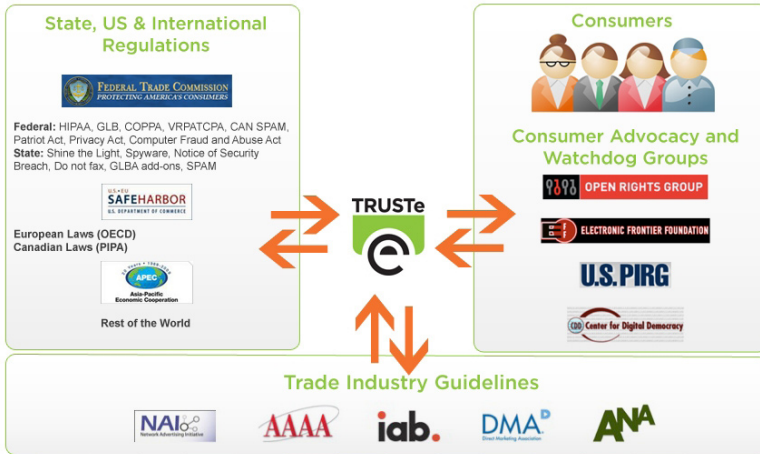 State, US & International
Regulations
FEDERAL TRADE COMMISSION
PROTECTING AMERICA'S CONSUMERS
Federal: HIPAA, GLB, COPPA, VRPATCPA, CAN SPAM,
Patriot Act, Privacy Act, Computer Fraud and Abuse Act
State: Shine the Light, Spyware, Notice of Security
Breach, Do not fax, GLBA add-ons, SPAM
U.S.-EU
SAFEHARBOR
U.S. DEPARTMENT OF COMMERCE
European Laws (OECD)
Canadian Laws (PIPA)
APEC
Asia-Pacific
Economic Cooperation
Rest of the World
TRUSTe
e
Consumers
Consumer Advocacy and
Watchdog Groups
OPEN RIGHTS GROUP
EFF
ELECTRONIC FRONTIER FOUNDATION
U.S. PIRG
CDD Center for Digital Democracy
Trade Industry Guidelines
NAI
Network Advertising Initiative
AAAA
iab.
DMA
Direct Marketing Association
ANA